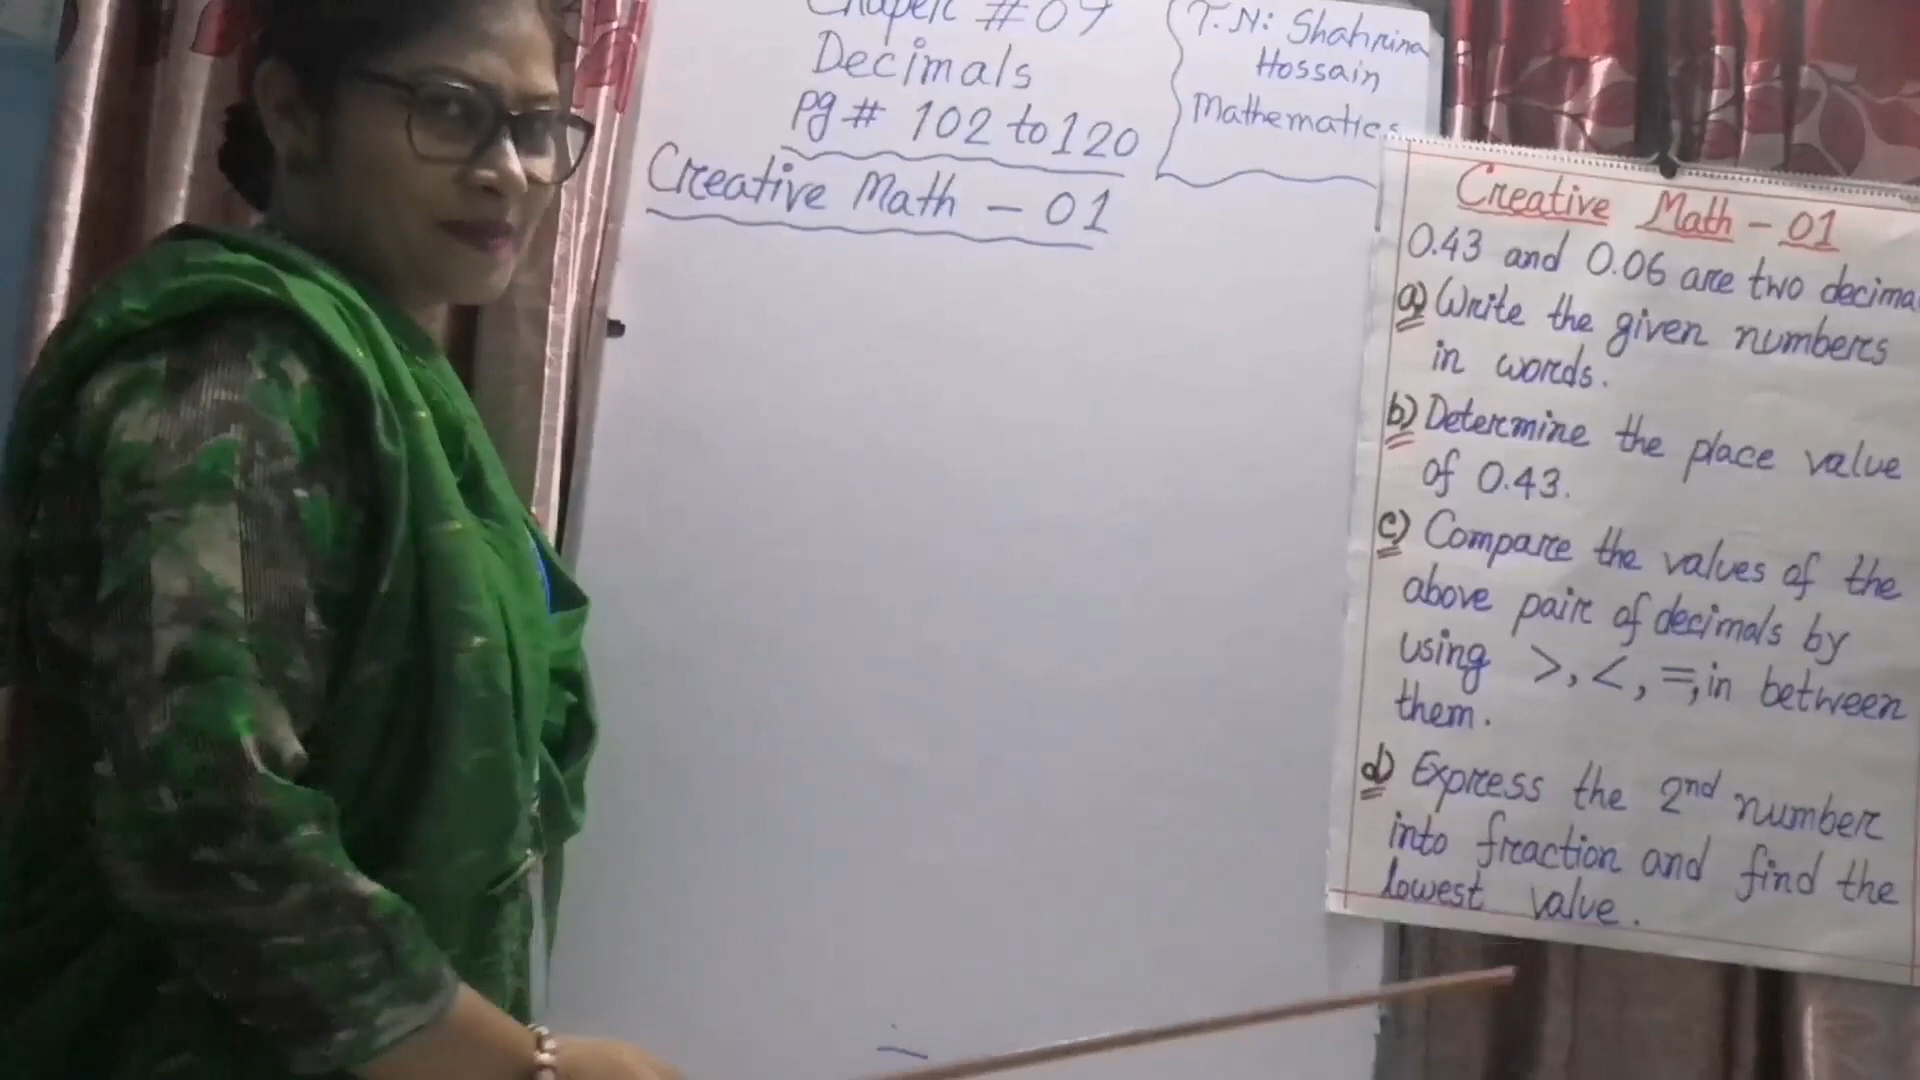 Chapter #07
Decimals
pg # 102 to 120
Creative Math - 01
T.N: Shahrina
Hossain
Mathematics
Creative Math - 01
0.43 and 0.06 are two decima
a) Write the given numbers
in words.
b) Determine the place value
of 0.43.
c) Compare the values of the
above pair of decimals by
using >, <, =, in between
them.
d) Express the 2nd number
into fraction and find the
lowest value.